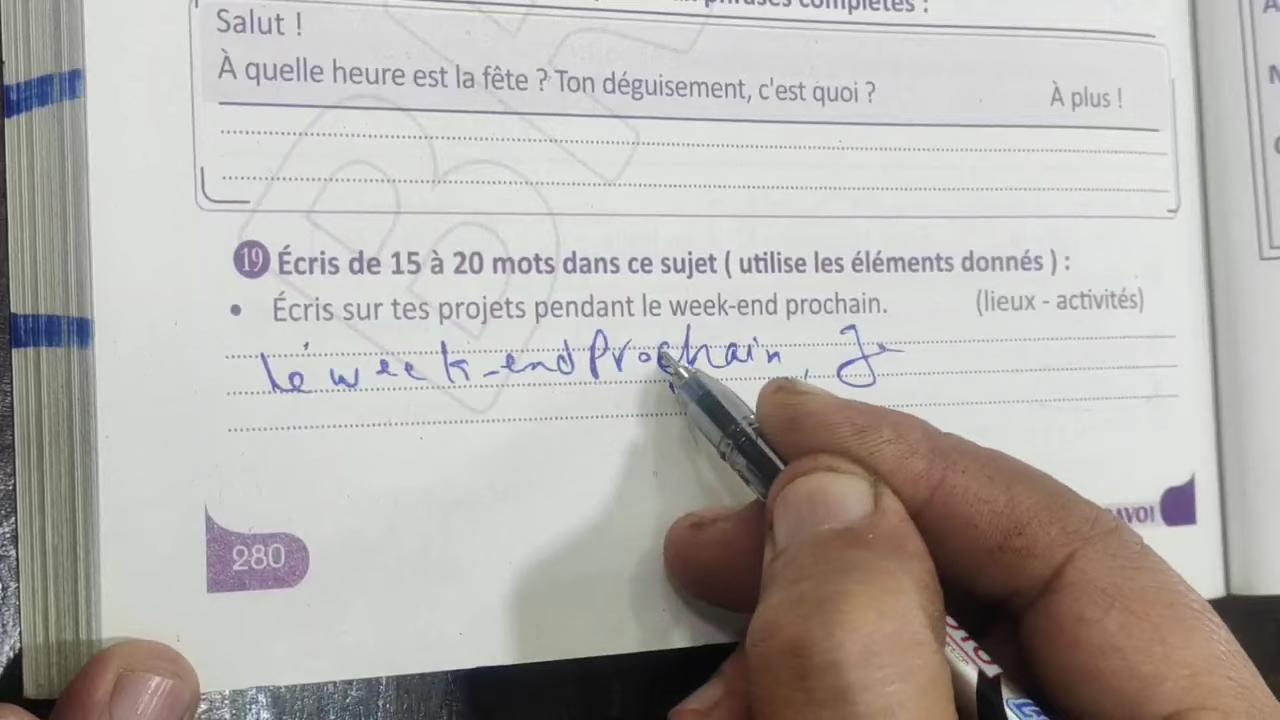 phrases complètes :
Salut !
À quelle heure est la fête ? Ton déguisement, c'est quoi ?
À plus !
19 Écris de 15 à 20 mots dans ce sujet ( utilise les éléments donnés ) :
• Écris sur tes projets pendant le week-end prochain. (lieux - activités)
Le week-end Prochain, Je
280